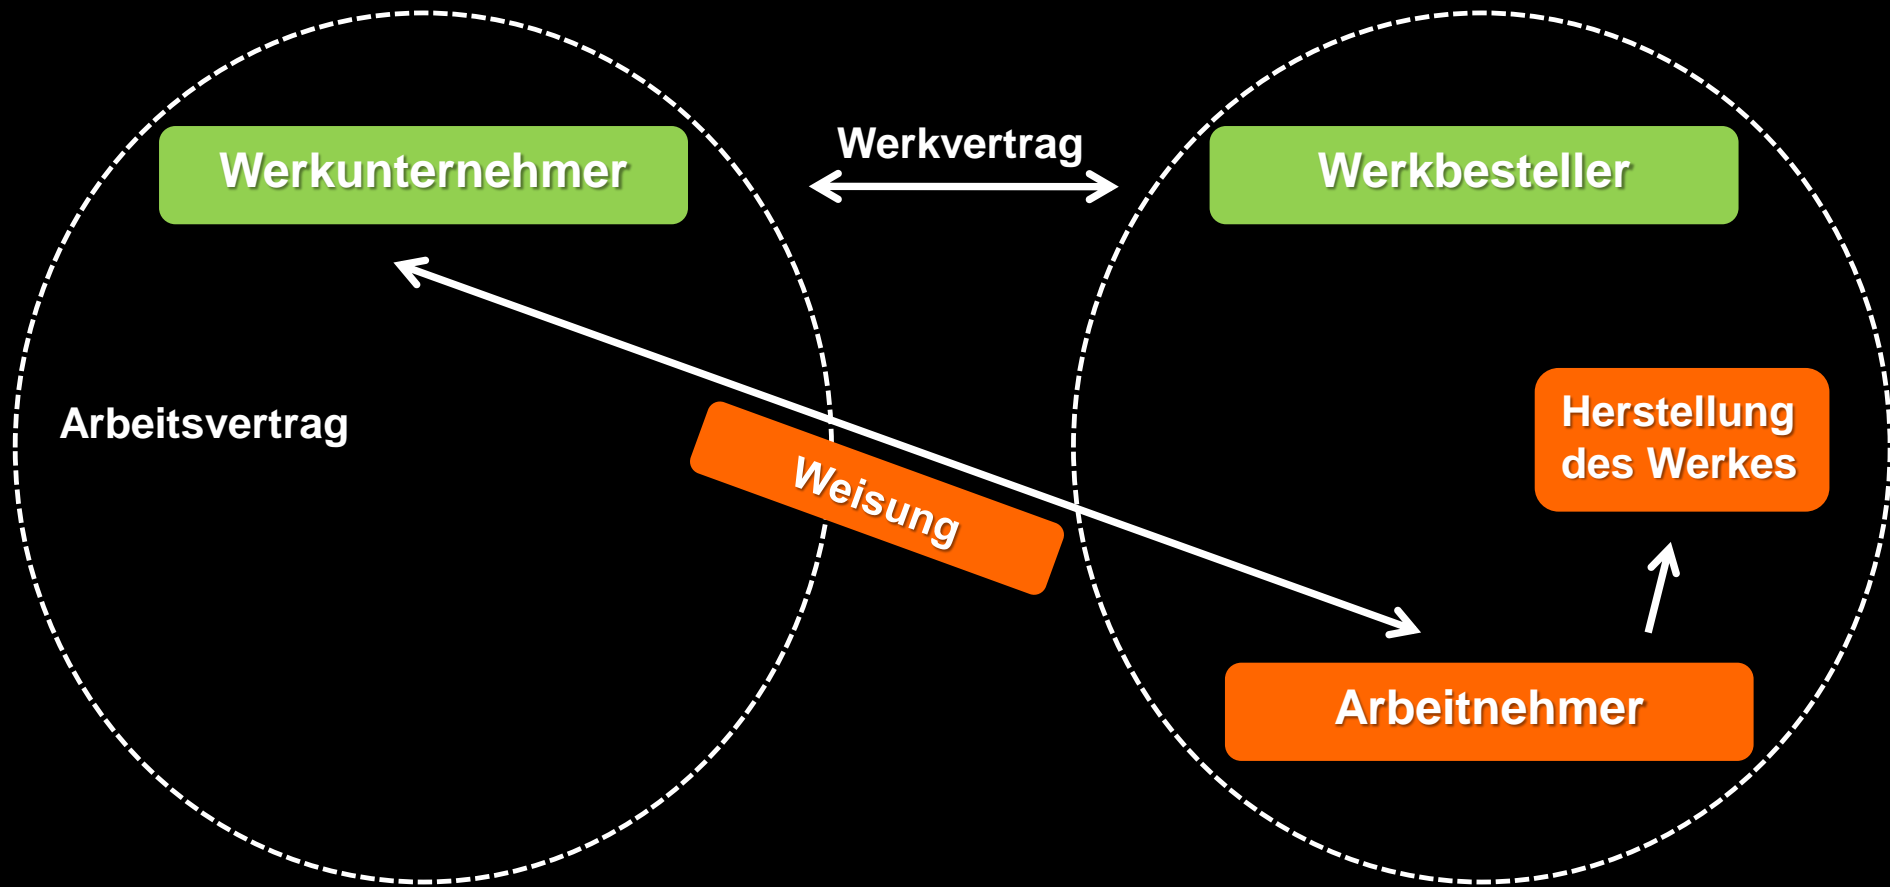 Werkunternehmer
Werkvertrag
Werkbesteller
Arbeitsvertrag
Weisung
Herstellung
des Werkes
Arbeitnehmer